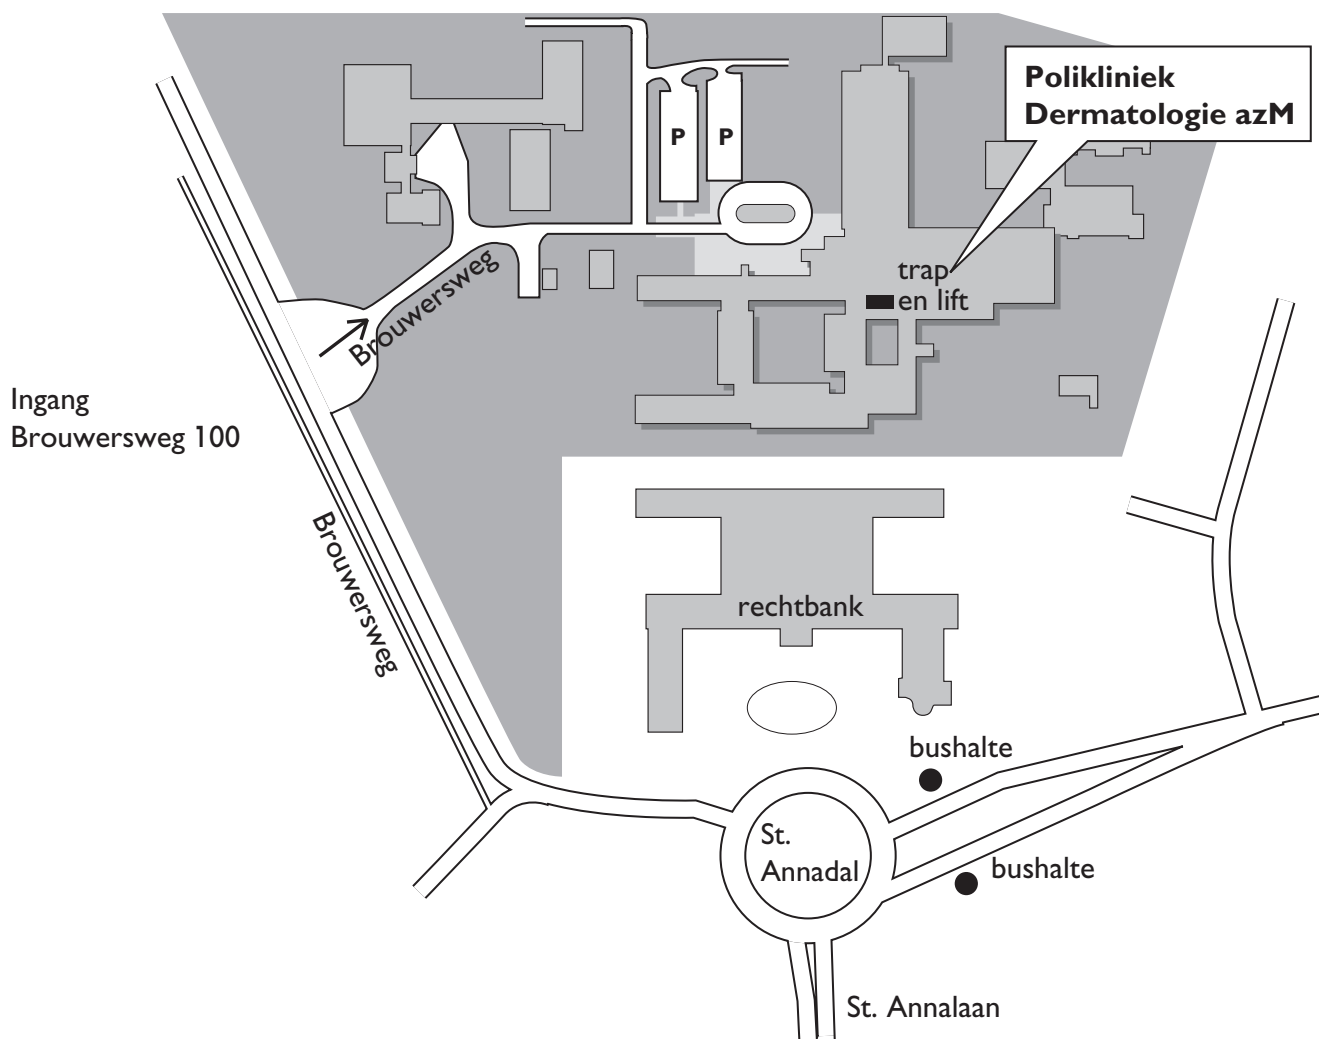 Polikliniek
Dermatologie azM
P
P
trap
en lift
Brouwersweg
Ingang
Brouwersweg 100
Brouwersweg
rechtbank
bushalte
St.
Annadal
bushalte
St. Annalaan